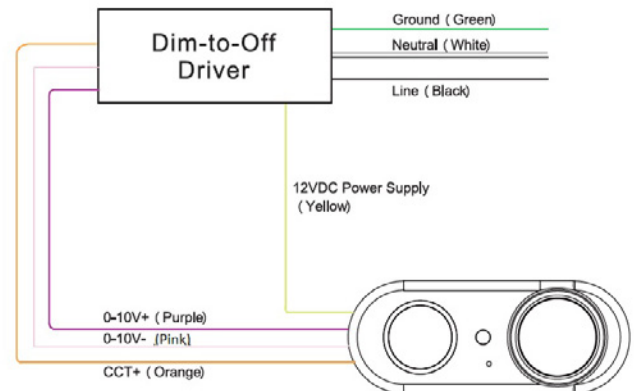 Dim-to-Off
Driver
Ground ( Green)
Neutral ( White)
Line ( Black)
12VDC Power Supply
( Yellow)
0-10V+ ( Purple)
0-10V- (Pink)
CCT+ ( Orange)